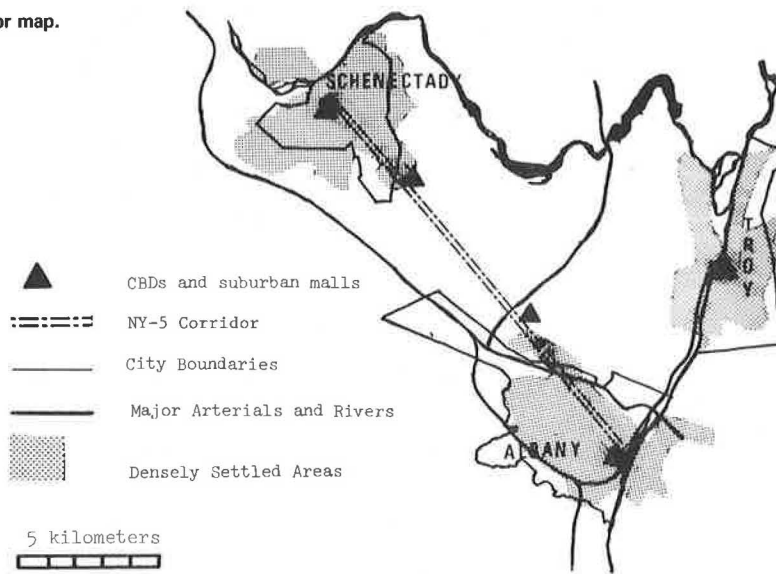 or map.
SCHENECTADY
TROY
CBDs and suburban malls
NY-5 Corridor
City Boundaries
Major Arterials and Rivers
ALBANY
Densely Settled Areas
5 kilometers